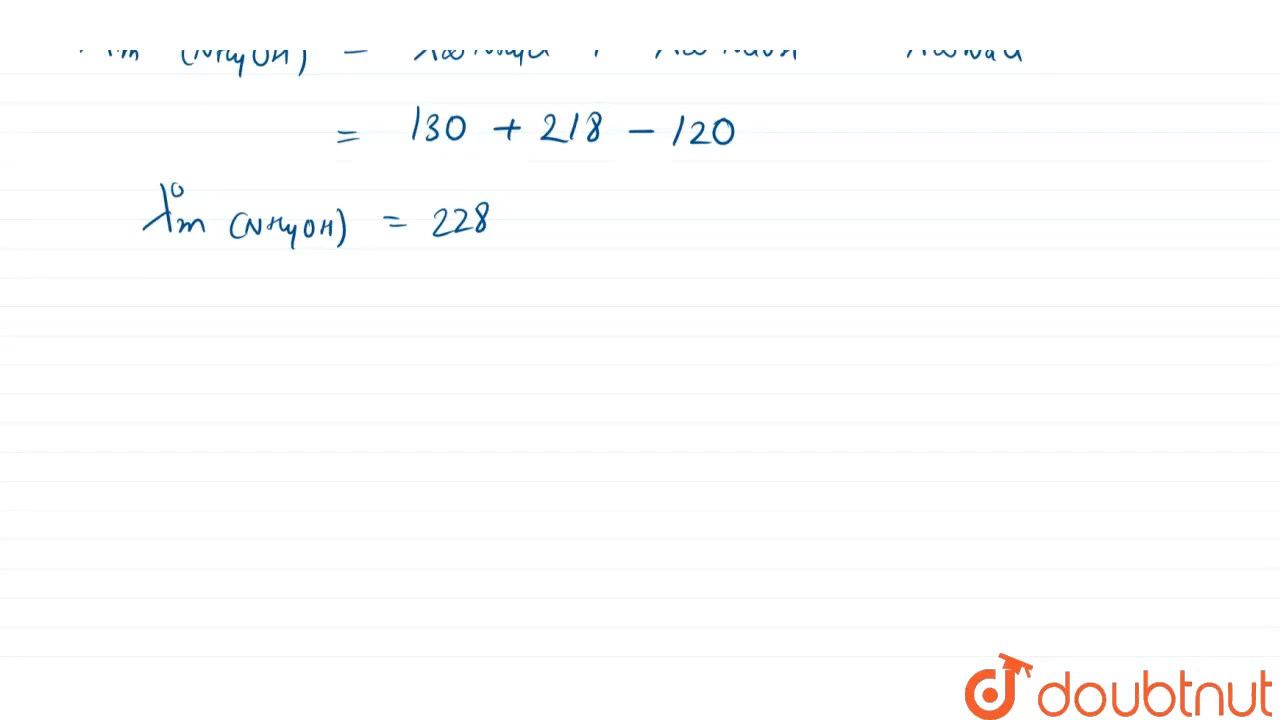 = 130 + 218 - 120
λ°m (NH4OH) = 228
doubtnut